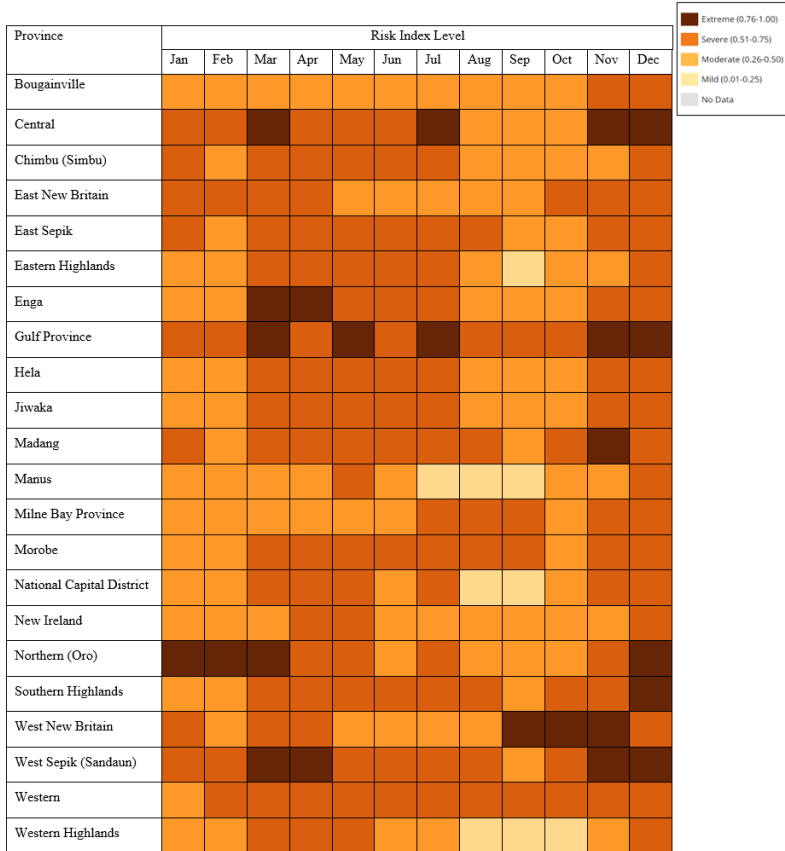 Extreme (0.76-1.00)
Severe (0.51-0.75)
Moderate (0.26-0.50)
Mild (0.01-0.25)
No Data
Province Risk Index Level
Jan Feb Mar Apr May Jun Jul Aug Sep Oct Nov Dec
Bougainville
Central
Chimbu (Simbu)
East New Britain
East Sepik
Eastern Highlands
Enga
Gulf Province
Hela
Jiwaka
Madang
Manus
Milne Bay Province
Morobe
National Capital District
New Ireland
Northern (Oro)
Southern Highlands
West New Britain
West Sepik (Sandaun)
Western
Western Highlands